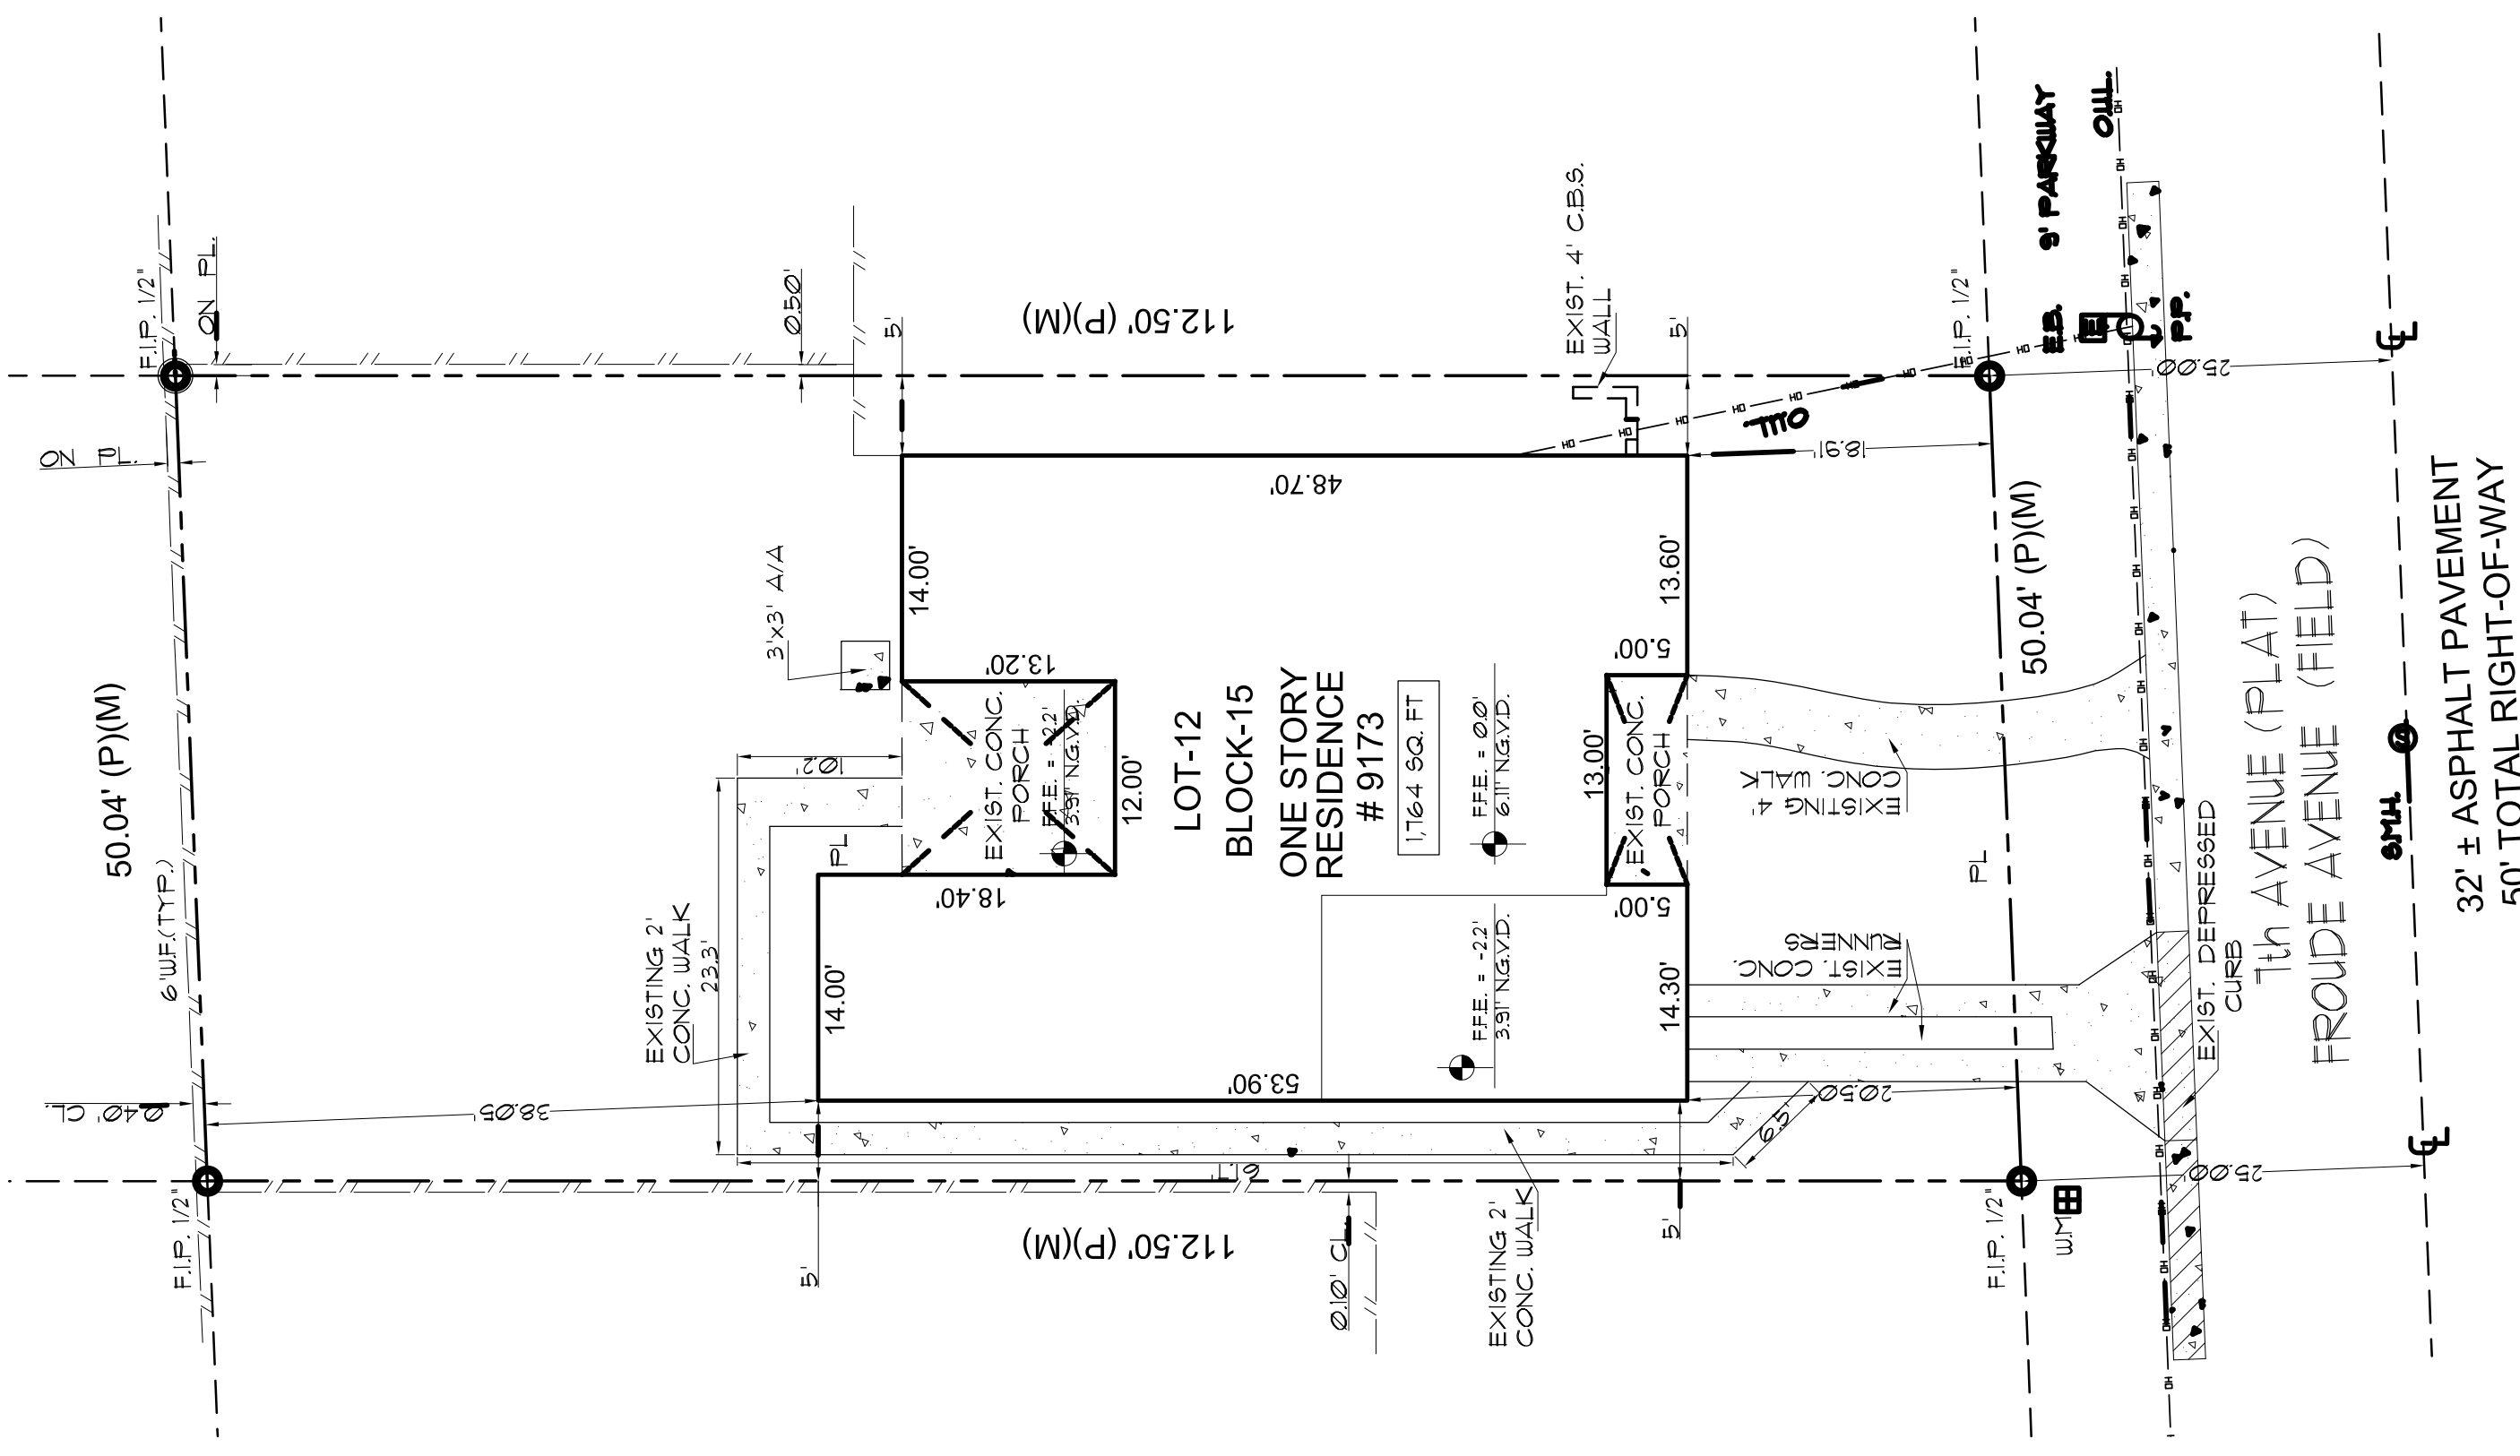 F.I.P. 1/2"
ON PL.
ON PL.
0.50'
5'
112.50' (P)(M)
EXIST. 4' C.B.S.
WALL
5'
F.I.P. 1/2"
9' PARKWAY
O.U.L.
E.B.
E
P.P.
25.00'
18.91'
48.70'
14.00'
13.60'
3'x3' A/A
13.20'
5.00'
50.04' (P)(M)
50.04' (P)(M)
6'W.F.(TYP.)
10.2'
EXIST. CONC.
PORCH
F.F.E. = -2.2'
3.91' N.G.V.D.
12.00'
PL
18.40'
LOT-12
BLOCK-15
ONE STORY
RESIDENCE
# 9173
1,764 SQ. FT
F.F.E. = 0.0'
6.11' N.G.V.D.
13.00'
EXIST. CONC.
PORCH
5.00'
EXISTING 4'
CONC. WALK
PL
EXISTING 2'
CONC. WALK
23.3'
14.00'
F.F.E. = -2.2'
3.91' N.G.V.D.
14.30'
EXIST. CONC.
RUNNERS
53.90'
0.40' CL.
38.05'
20.50'
6.5'
61.7'
F.I.P. 1/2"
5'
112.50' (P)(M)
0.10' CL.
EXISTING 2'
CONC. WALK
5'
F.I.P. 1/2"
W.M
25.00'
EXIST. DEPRESSED
CURB
7th AVENUE (PLAT)
FROUDE AVENUE (FIELD)
S.M.H.
32' ± ASPHALT PAVEMENT
50' TOTAL RIGHT-OF-WAY